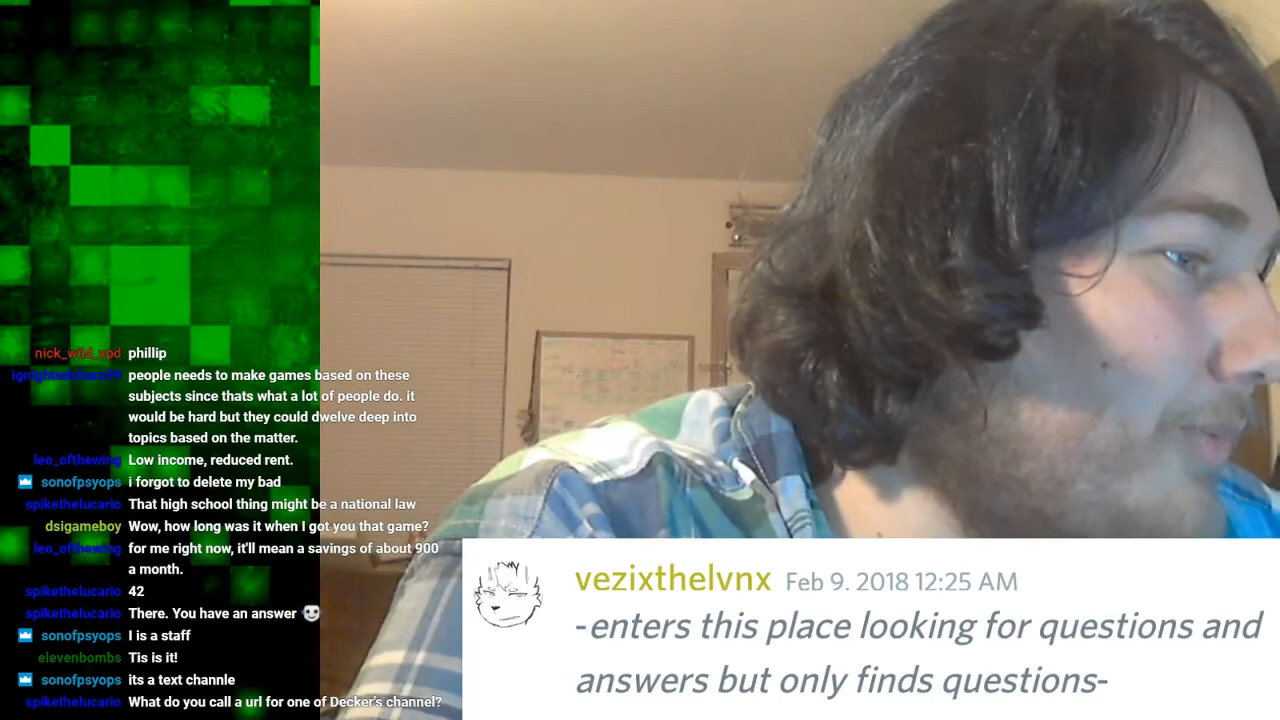 nick_wild_zpd phillip
ignightedchara99 people needs to make games based on these
subjects since thats what a lot of people do. it
would be hard but they could dwelve deep into
topics based on the matter.
leo_ofthewing Low income, reduced rent.
sonofpsyops i forgot to delete my bad
spikethelucario That high school thing might be a national law
dsigameboy Wow, how long was it when I got you that game?
leo_ofthewing for me right now, it'll mean a savings of about 900
a month.
spikethelucario 42
spikethelucario There. You have an answer
sonofpsyops I is a staff
elevenbombs Tis is it!
sonofpsyops its a text channle
spikethelucario What do you call a url for one of Decker's channel?
vezixthelvnx Feb 9. 2018 12:25 AM
-enters this place looking for questions and
answers but only finds questions-